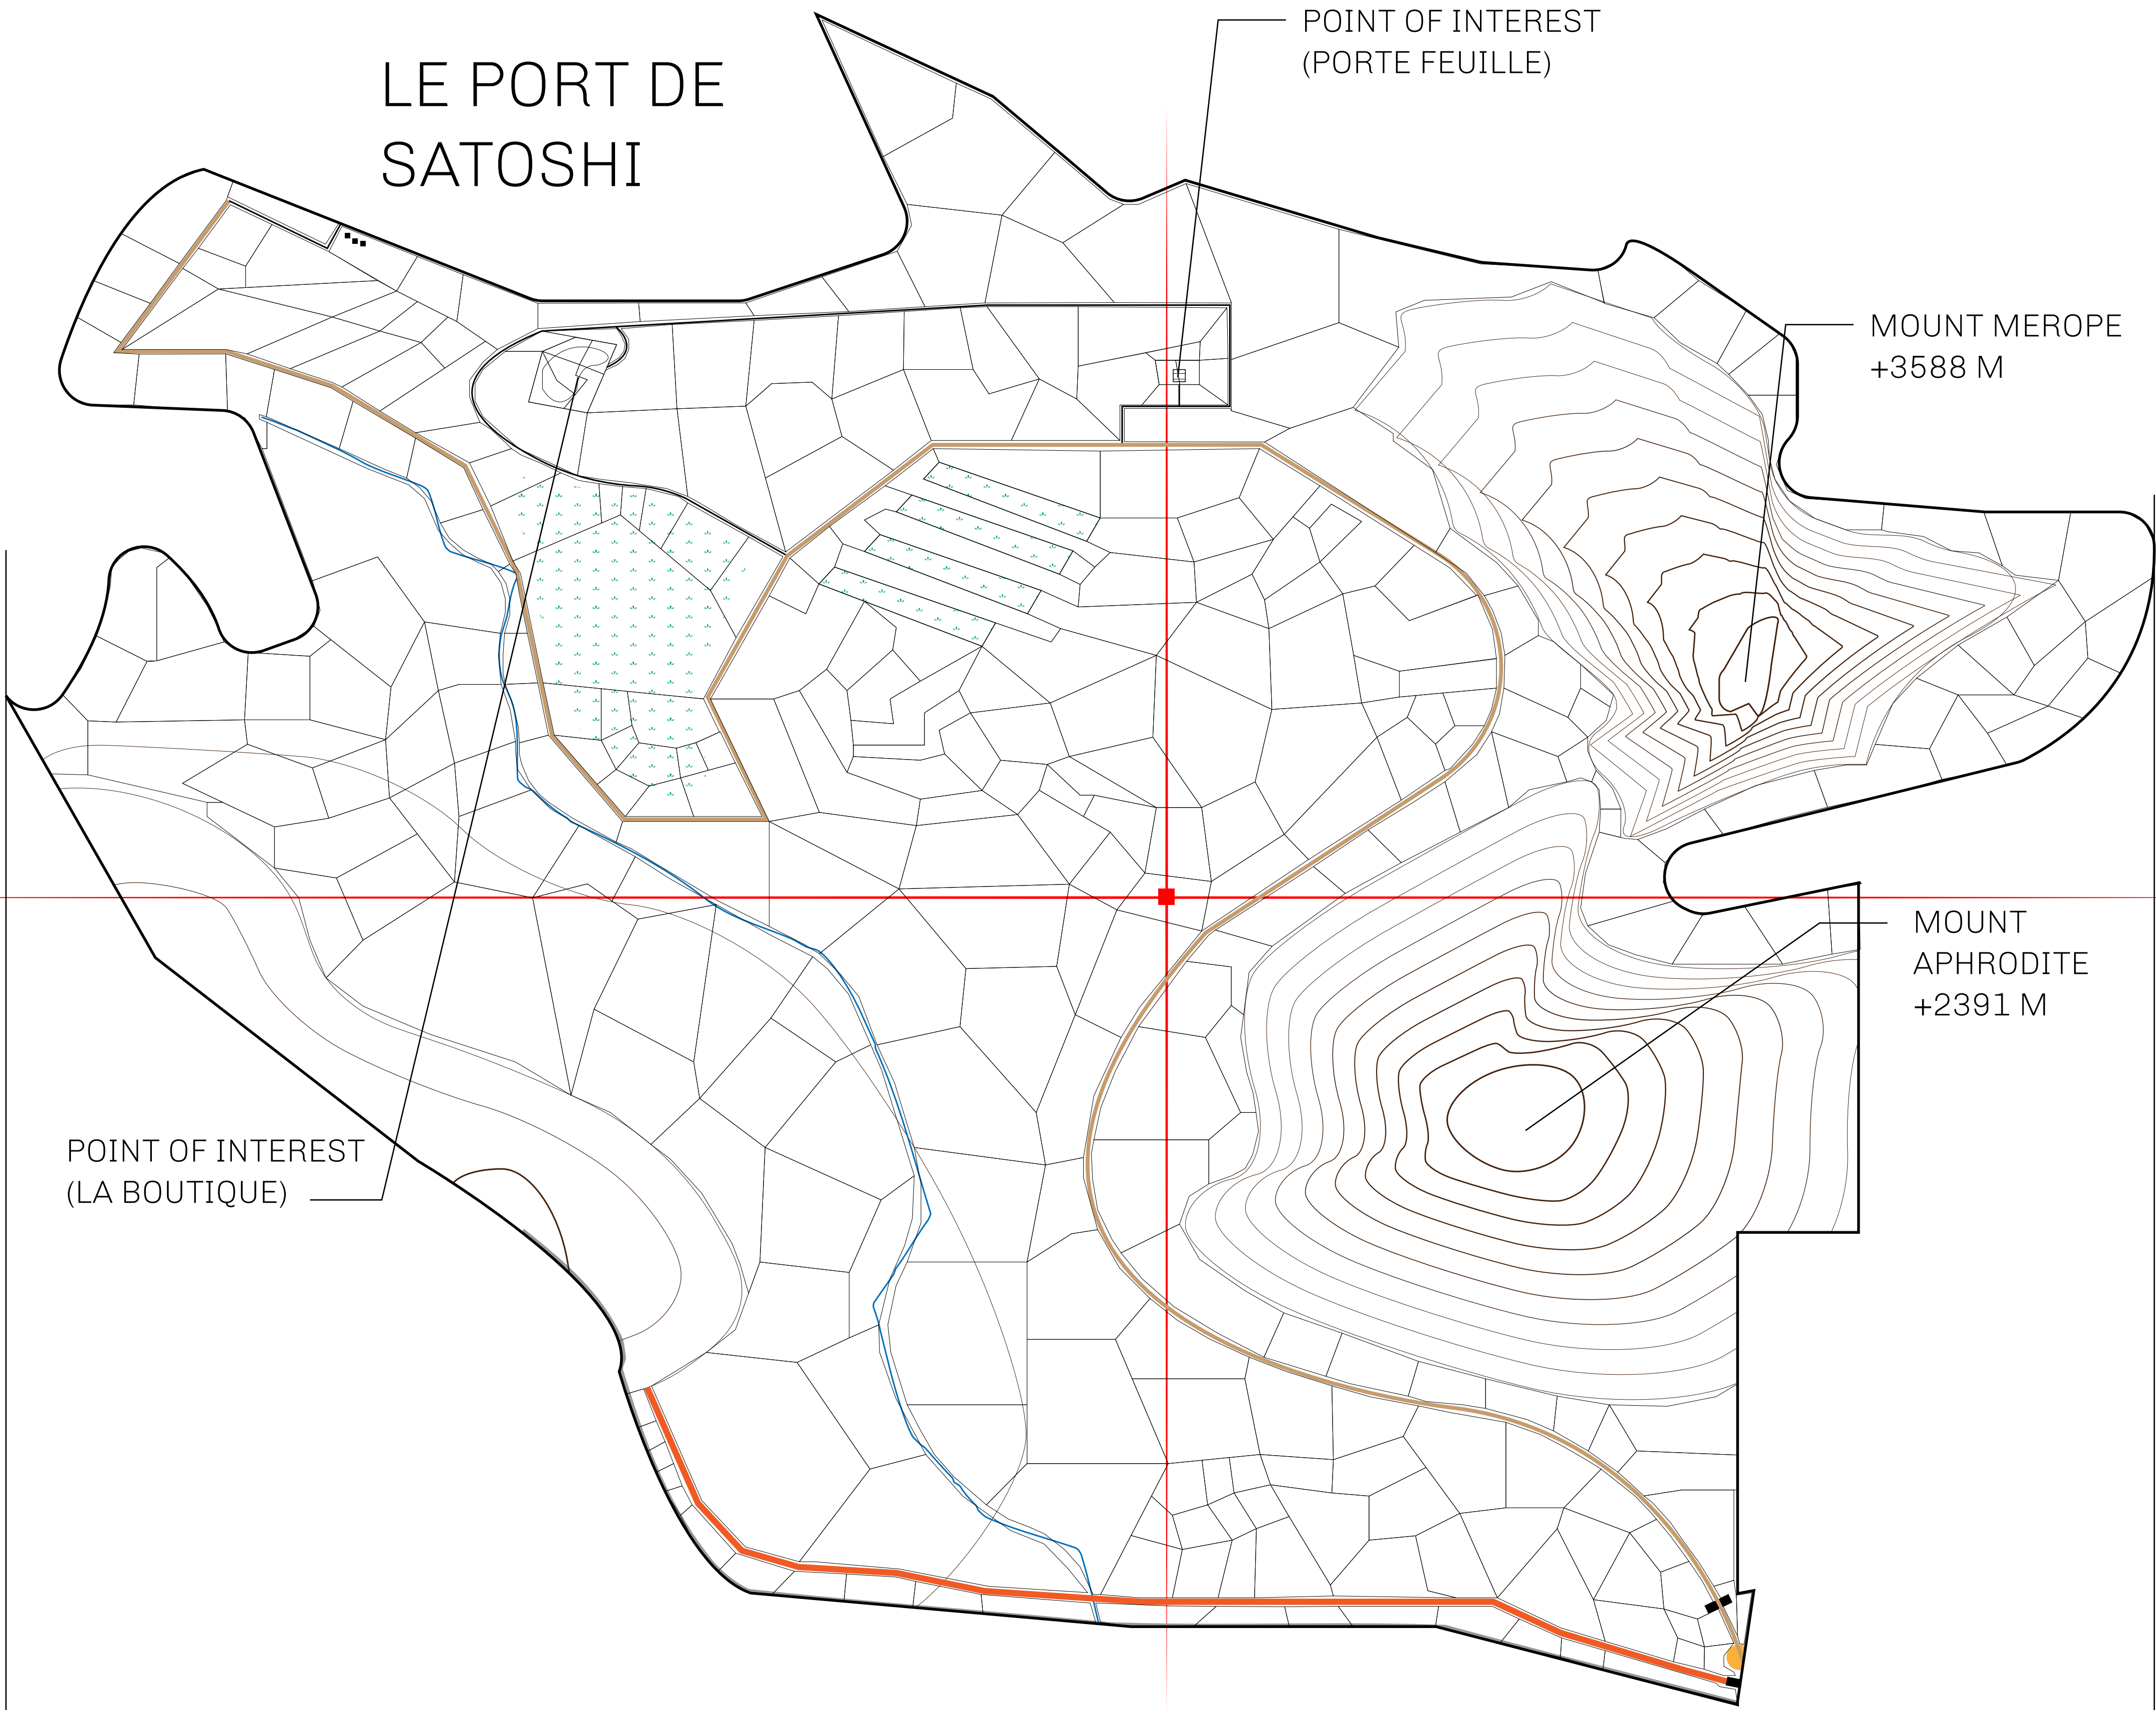 LE PORT DE
SATOSHI
POINT OF INTEREST
(PORTE FEUILLE)
MOUNT MEROPE
+3588 M
MOUNT
APHRODITE
+2391 M
POINT OF INTEREST
(LA BOUTIQUE)